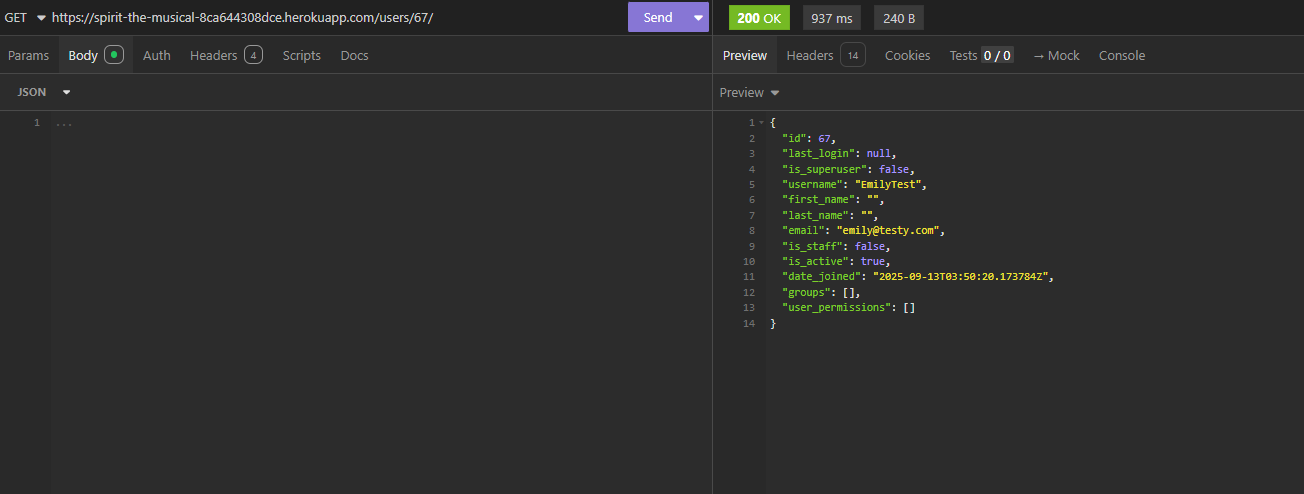 GET https://spirit-the-musical-8ca644308dce.herokuapp.com/users/67/ Send 200 OK 937 ms 240 B
Params Body Auth Headers 4 Scripts Docs Preview Headers 14 Cookies Tests 0 / 0 → Mock Console
JSON Preview
1 ...
1 {
2 "id": 67,
3 "last_login": null,
4 "is_superuser": false,
5 "username": "EmilyTest",
6 "first_name": "",
7 "last_name": "",
8 "email": "emily@testy.com",
9 "is_staff": false,
10 "is_active": true,
11 "date_joined": "2025-09-13T03:50:20.173784Z",
12 "groups": [],
13 "user_permissions": []
14 }